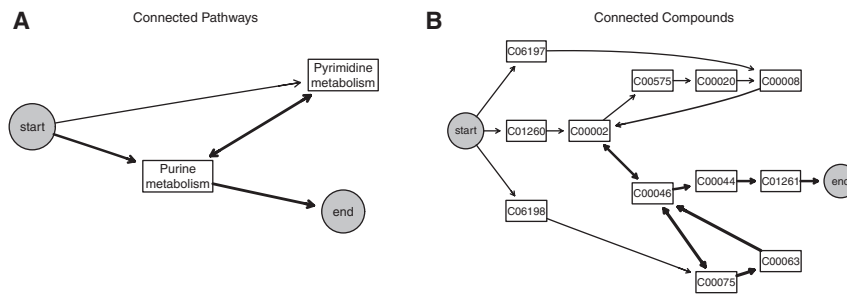 A
Connected Pathways
start
Pyrimidine
metabolism
Purine
metabolism
end
B
Connected Compounds
C06197
C00575
C00020
C00008
start
C01260
C00002
C00046
C00044
C01261
end
C06198
C00063
C00075